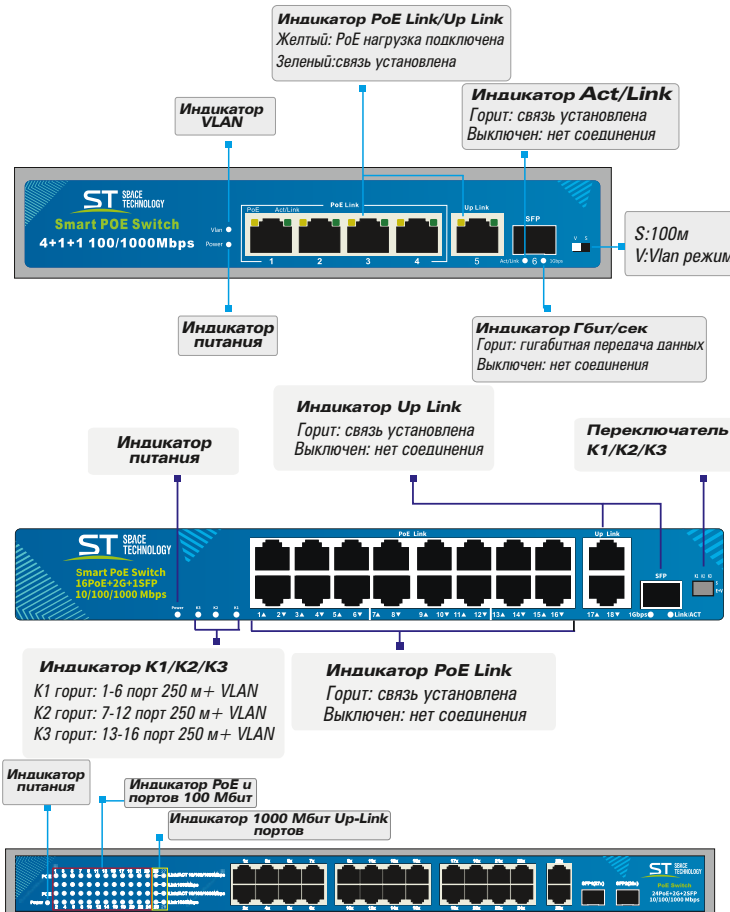 Индикатор PoE Link/Up Link
Желтый: PoE нагрузка подключена
Зеленый:связь установлена
Индикатор Act/Link
Горит: связь установлена
Выключен: нет соединения
Индикатор
VLAN
ST SPACE TECHNOLOGY
Smart POE Switch
4+1+1 100/1000Mbps
Vlan
Power
PoE Act/Link
PoE Link
Up Link
SFP
V S
1 2 3 4 5
Act/Link 6 1Gbps
S:100м
V:Vlan режим
Индикатор
питания
Индикатор Гбит/сек
Горит: гигабитная передача данных
Выключен: нет соединения
Индикатор Up Link
Горит: связь установлена
Выключен: нет соединения
Индикатор
питания
Переключатель
K1/K2/K3
ST SPACE TECHNOLOGY
Smart PoE Switch
16PoE+2G+1SFP
10/100/1000 Mbps
Power K3 K2 K1
PoE Link
Up Link
SFP
K1 K2 K3
1▲ 2▼ 3▲ 4▼ 5▲ 6▼ 7▲ 8▼ 9▲ 10▼ 11▲ 12▼ 13▲ 14▼ 15▲ 16▼ 17▲ 18▼ 1Gbps Link/ACT
Индикатор K1/K2/K3
K1 горит: 1-6 порт 250 м+ VLAN
K2 горит: 7-12 порт 250 м+ VLAN
K3 горит: 13-16 порт 250 м+ VLAN
Индикатор PoE Link
Горит: связь установлена
Выключен: нет соединения
Индикатор
питания
Индикатор PoE и
портов 100 Мбит
Индикатор 1000 Мбит Up-Link
портов
ST SPACE TECHNOLOGY
PoE Switch
24PoE+2G+2SFP
10/100/1000 Mbps